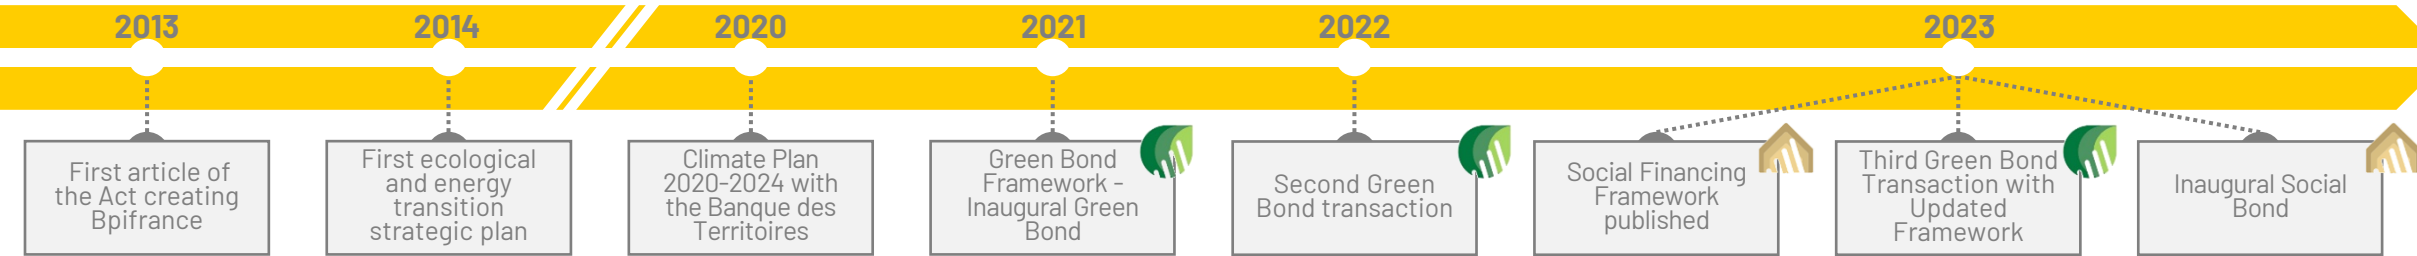 2013
2014
2020
2021
2022
2023
First article of
the Act creating
Bpifrance
First ecological
and energy
transition
strategic plan
Climate Plan
2020-2024 with
the Banque des
Territoires
Green Bond
Framework -
Inaugural Green
Bond
Second Green
Bond transaction
Social Financing
Framework
published
Third Green Bond
Transaction with
Updated
Framework
Inaugural Social
Bond